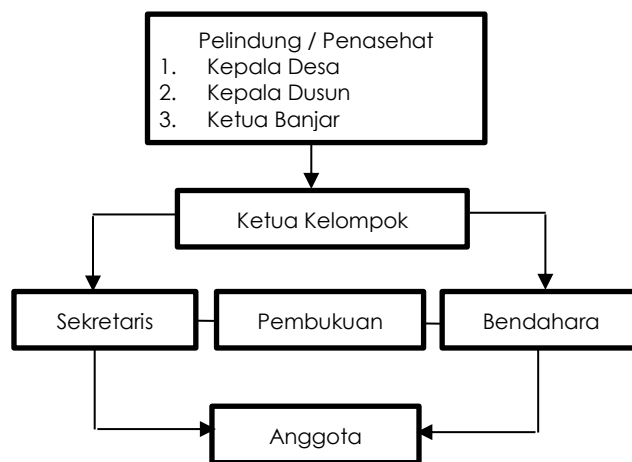 Pelindung / Penasehat
1. Kepala Desa
2. Kepala Dusun
3. Ketua Banjar
Ketua Kelompok
Sekretaris
Pembukuan
Bendahara
Anggota